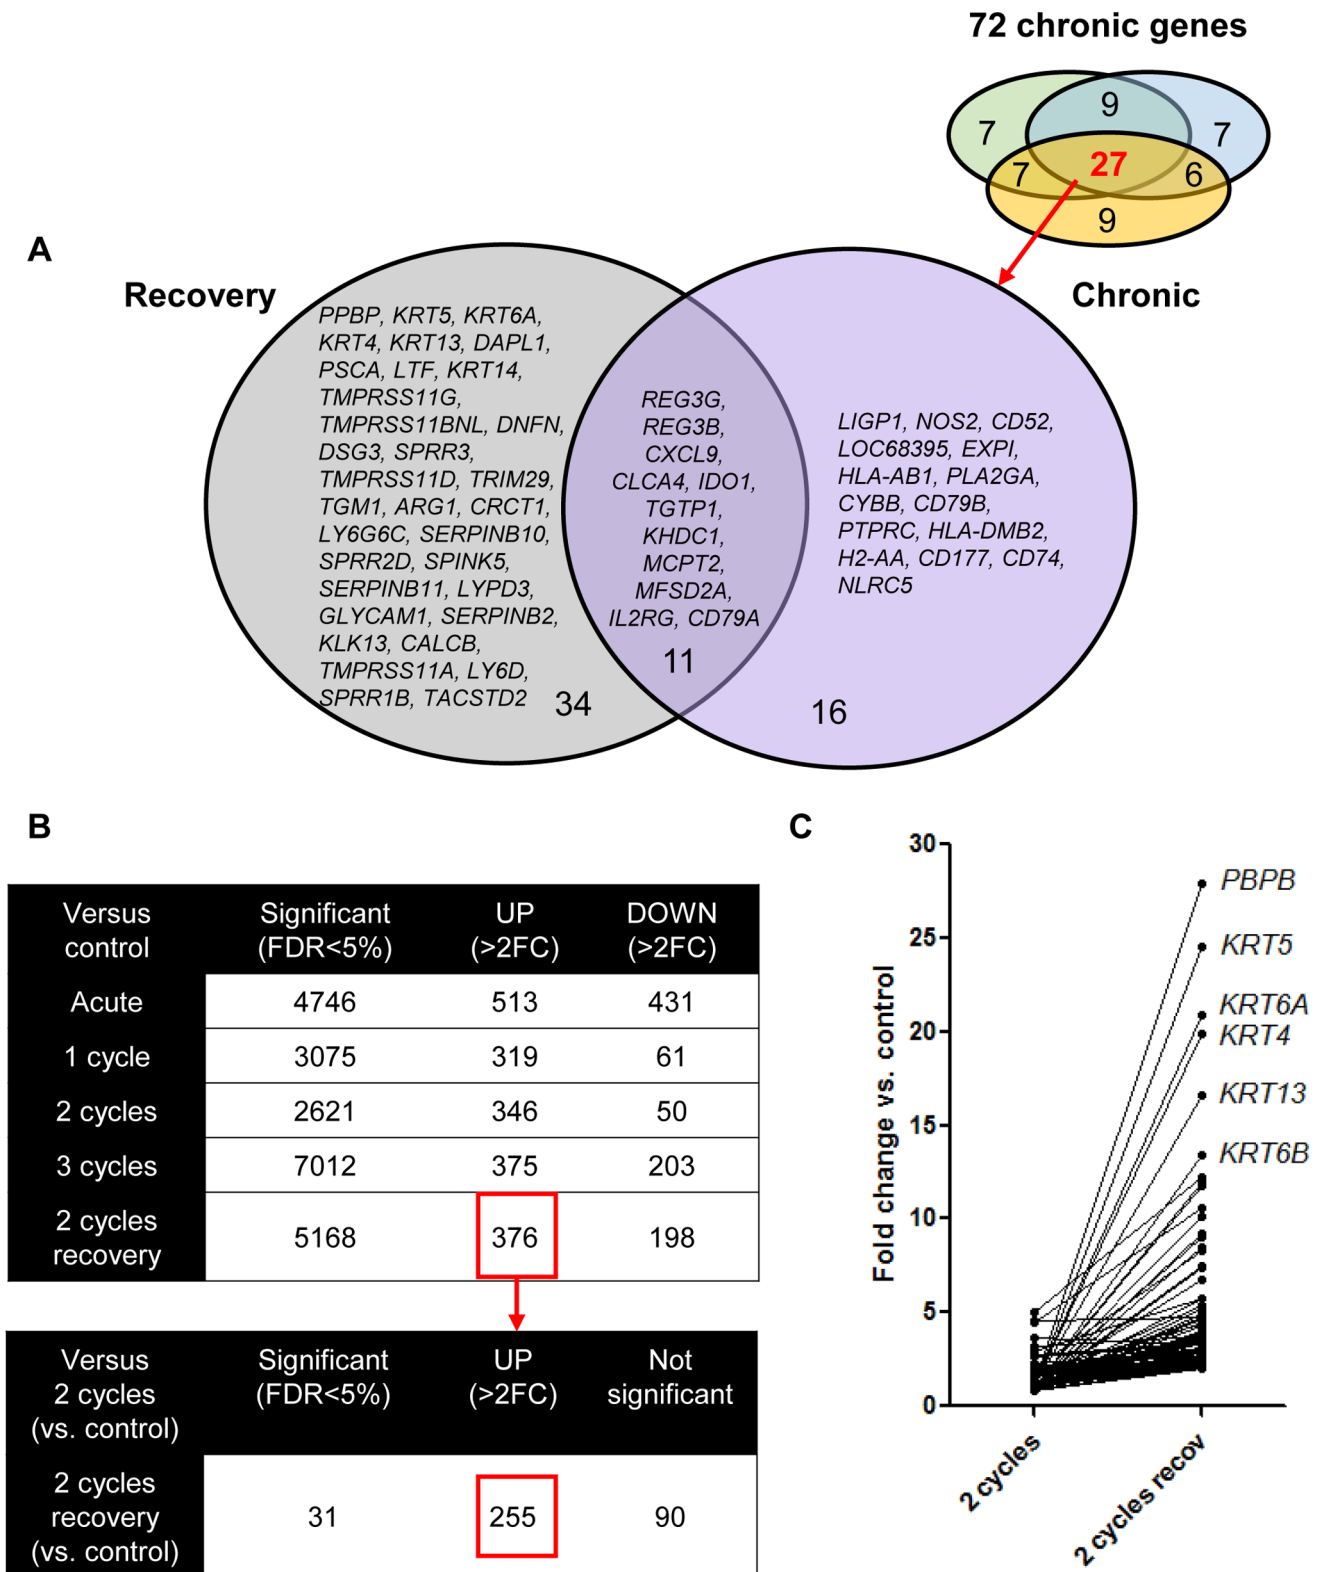 72 chronic genes
9
7
7
27
7
6
9
A
Recovery
Chronic
PPBP, KRT5, KRT6A,
KRT4, KRT13, DAPL1,
PSCA, LTF, KRT14,
TMPRSS11G,
TMPRSS11BNL, DNFN,
DSG3, SPRR3,
TMPRSS11D, TRIM29,
TGM1, ARG1, CRCT1,
LY6G6C, SERPINB10,
SPRR2D, SPINK5,
SERPINB11, LYPD3,
GLYCAM1, SERPINB2,
KLK13, CALCB,
TMPRSS11A, LY6D,
SPRR1B, TACSTD2
34
REG3G,
REG3B,
CXCL9,
CLCA4, IDO1,
TGTP1,
KHDC1,
MCPT2,
MFSD2A,
IL2RG, CD79A
11
LIGP1, NOS2, CD52,
LOC68395, EXPI,
HLA-AB1, PLA2GA,
CYBB, CD79B,
PTPRC, HLA-DMB2,
H2-AA, CD177, CD74,
NLRC5
16
B
Versus
control
Significant
(FDR<5%)
UP
(>2FC)
DOWN
(>2FC)
Acute 4746 513 431
1 cycle 3075 319 61
2 cycles 2621 346 50
3 cycles 7012 375 203
2 cycles
recovery
5168 376 198
Versus
2 cycles
(vs. control)
Significant
(FDR<5%)
UP
(>2FC)
Not
significant
2 cycles
recovery
(vs. control)
31 255 90
C
Fold change vs. control
30
25
20
15
10
5
0
PBPB
KRT5
KRT6A
KRT4
KRT13
KRT6B
2 cycles
2 cycles recov